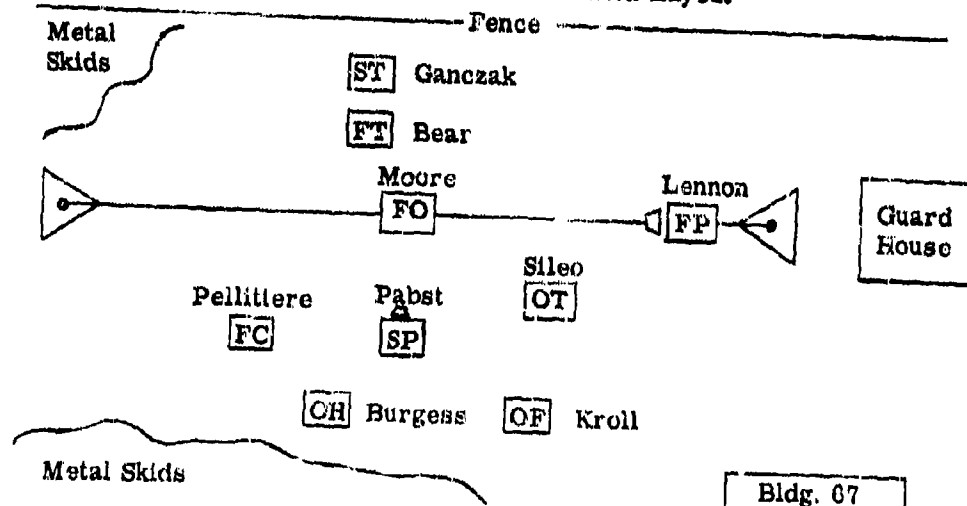 Fence
Metal
Skids
ST Ganczak
FT Bear
Moore
FO
Lennon
FP
Guard
House
Sileo
OT
Pellitiere
FC
Pabst
SP
OH Burgess
OF Kroll
Metal Skids
Bldg. 67